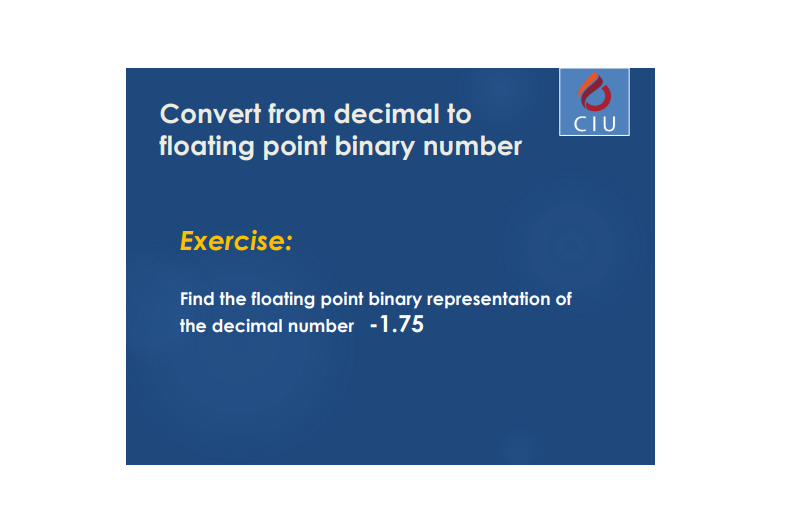 Convert from decimal to
floating point binary number
CIU
Exercise:
Find the floating point binary representation of
the decimal number -1.75